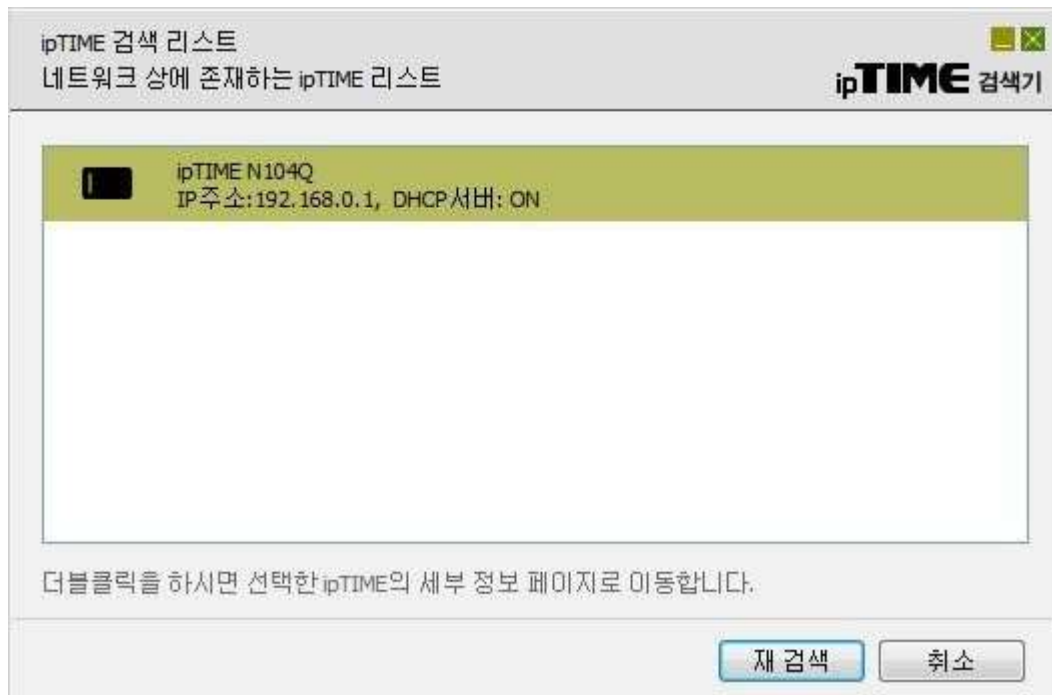 ipTIME 검색 리스트
네트워크 상에 존재하는 ipTIME 리스트
ipTIME 검색기
ipTIME N104Q
IP주소:192.168.0.1, DHCP서버: ON
더블클릭을 하시면 선택한 ipTIME의 세부 정보 페이지로 이동합니다.
재 검색 취소